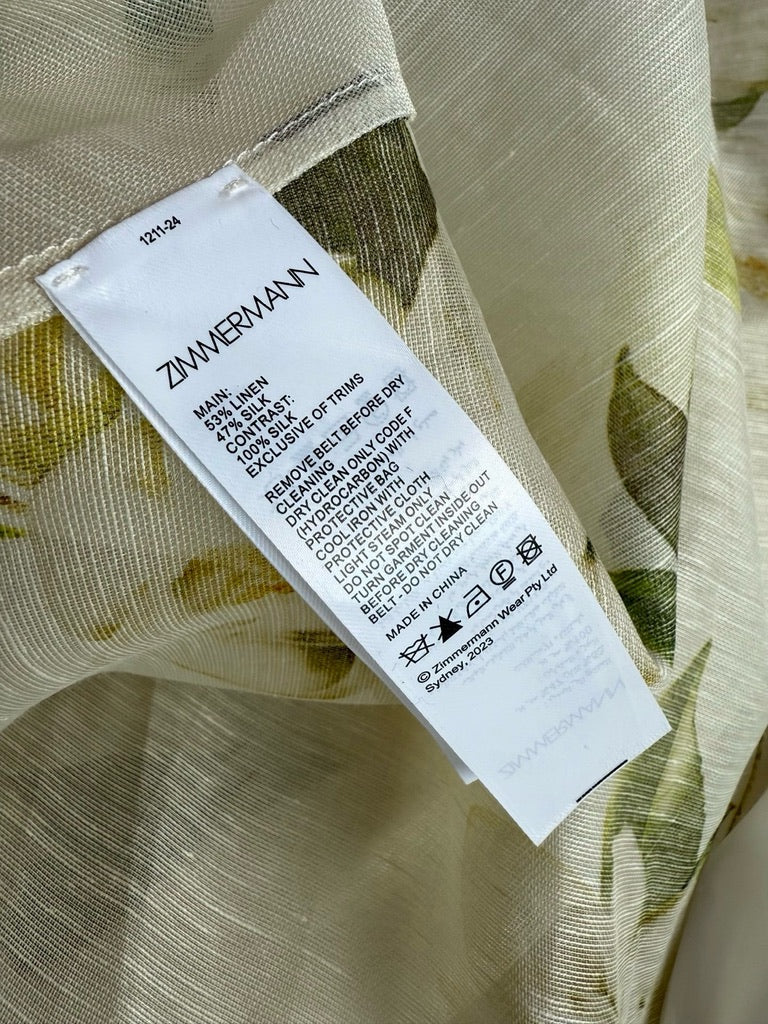 1211-24
ZIMMERMANN
MAIN:
53% LINEN
47% SILK
CONTRAST:
100% SILK
EXCLUSIVE OF TRIMS
REMOVE BELT BEFORE DRY
CLEANING
DRY CLEAN ONLY CODE F
(HYDROCARBON) WITH
PROTECTIVE BAG
COOL IRON WITH
PROTECTIVE CLOTH
LIGHT STEAM ONLY
DO NOT SPOT CLEAN
TURN GARMENT INSIDE OUT
BEFORE DRY CLEANING
BELT - DO NOT DRY CLEAN
MADE IN CHINA
F
© Zimmermann Wear Pty Ltd
Sydney, 2023
ZIMMERMANN